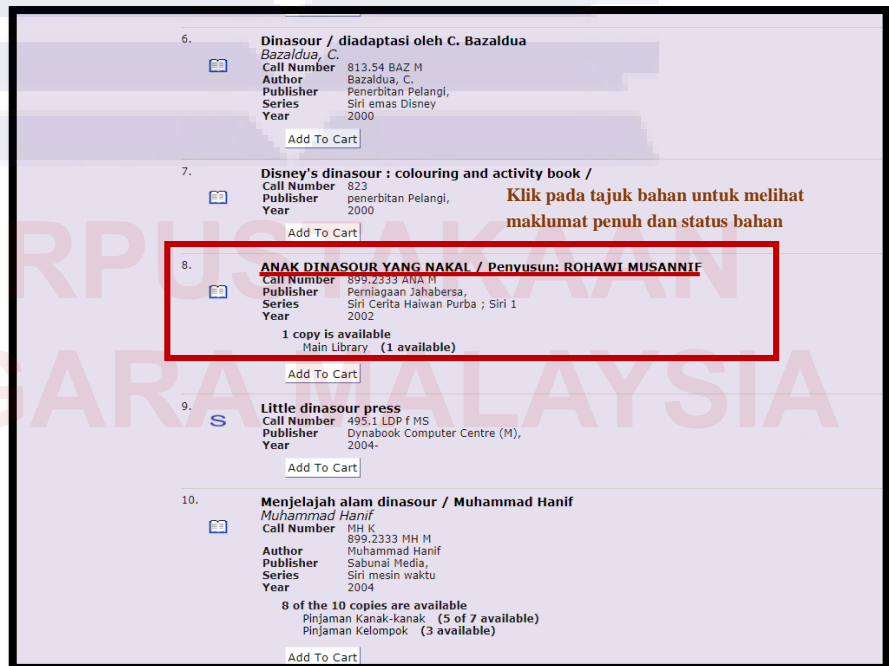 6.
Dinasour / diadaptasi oleh C. Bazaldua
Bazaldua, C.
Call Number 813.54 BAZ M
Author Bazaldua, C.
Publisher Penerbitan Pelangi,
Series Siri emas Disney
Year 2000
Add To Cart
7.
Disney's dinasour : colouring and activity book /
Call Number 823
Publisher penerbitan Pelangi,
Year 2000
Klik pada tajuk bahan untuk melihat
maklumat penuh dan status bahan
Add To Cart
RPUSTAKAAN
8.
ANAK DINASOUR YANG NAKAL / Penyusun: ROHAWI MUSANNIF
Call Number 899.2333 ANA M
Publisher Perniagaan Jahabersa,
Series Siri Cerita Haiwan Purba ; Siri 1
Year 2002
1 copy is available
Main Library (1 available)
Add To Cart
GARA MALAYSIA
9.
S
Little dinasour press
Call Number 495.1 LDP f MS
Publisher Dynabook Computer Centre (M),
Year 2004-
Add To Cart
10.
Menjelajah alam dinasour / Muhammad Hanif
Muhammad Hanif
Call Number MH K
899.2333 MH M
Author Muhammad Hanif
Publisher Sabunai Media,
Series Siri mesin waktu
Year 2004
8 of the 10 copies are available
Pinjaman Kanak-kanak (5 of 7 available)
Pinjaman Kelompok (3 available)
Add To Cart